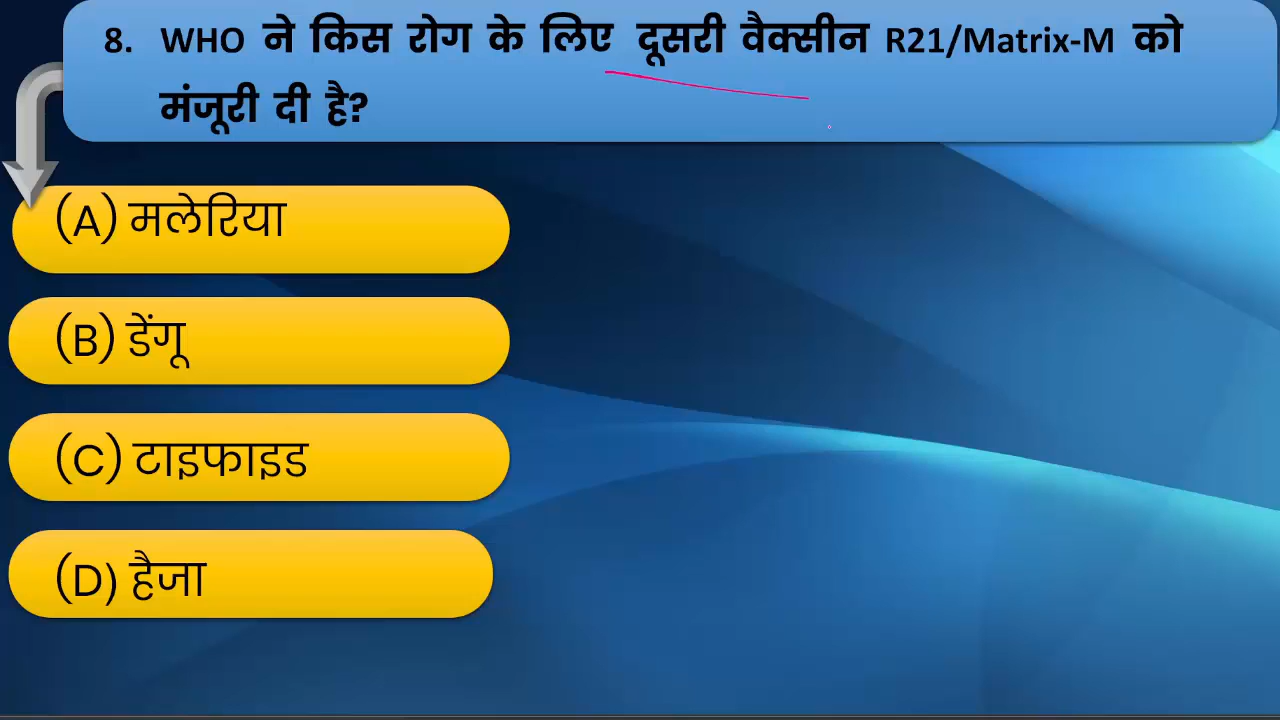 8. WHO ने किस रोग के लिए दूसरी वैक्सीन R21/Matrix-M को
मंजूरी दी है?
(A) मलेरिया
(B) डेंगू
(C) टाइफाइड
(D) हैजा